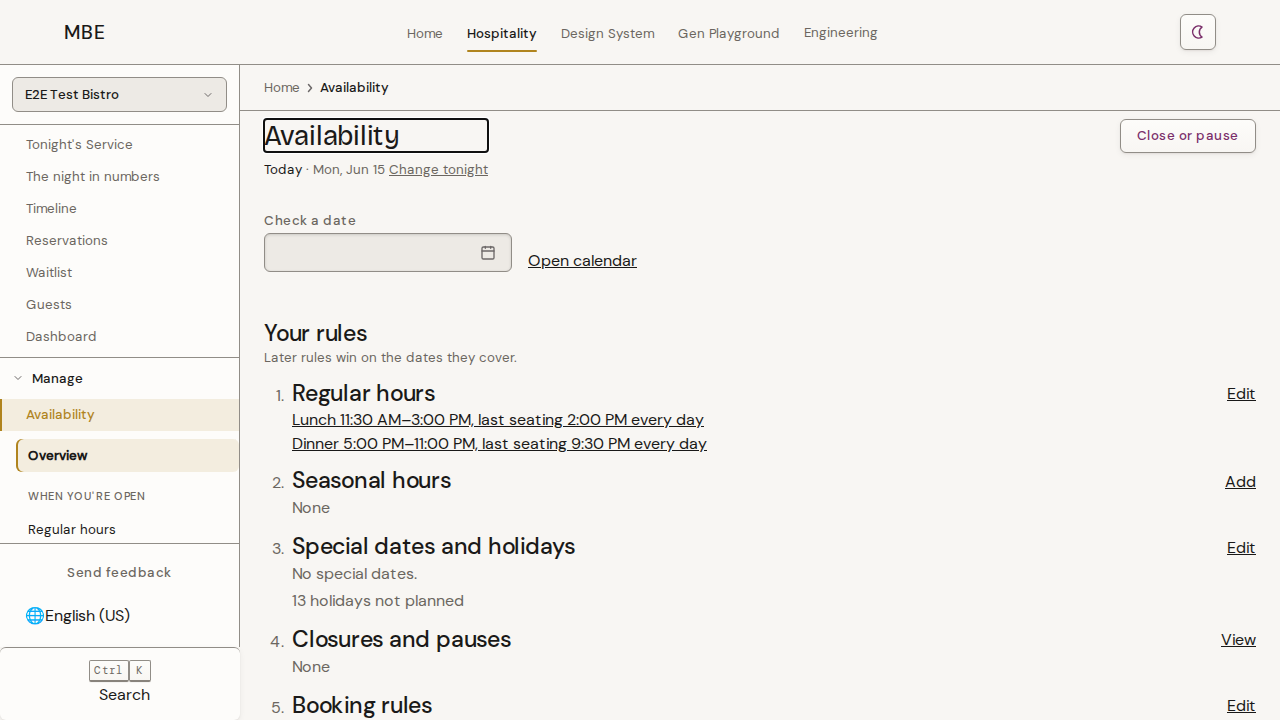 MBE
Home
Hospitality
Design System
Gen Playground
Engineering
E2E Test Bistro
Tonight's Service
The night in numbers
Timeline
Reservations
Waitlist
Guests
Dashboard
Manage
Availability
Overview
WHEN YOU'RE OPEN
Regular hours
Send feedback
English (US)
Ctrl K
Search
Home > Availability
Availability
Close or pause
Today · Mon, Jun 15 Change tonight
Check a date
Open calendar
Your rules
Later rules win on the dates they cover.
1. Regular hours
Edit
Lunch 11:30 AM–3:00 PM, last seating 2:00 PM every day
Dinner 5:00 PM–11:00 PM, last seating 9:30 PM every day
2. Seasonal hours
Add
None
3. Special dates and holidays
Edit
No special dates.
13 holidays not planned
4. Closures and pauses
View
None
5. Booking rules
Edit